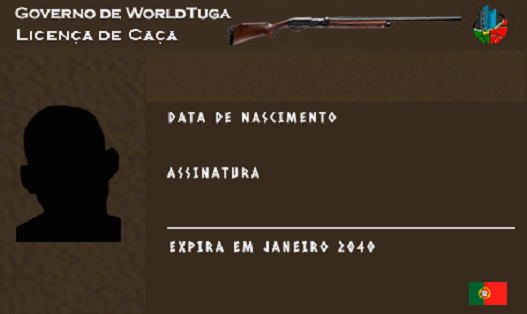 Governo de WorldTuga
Licença de Caça
DATA DE NASCIMENTO
ASSINATURA
EXPIRA EM JANEIRO 2040